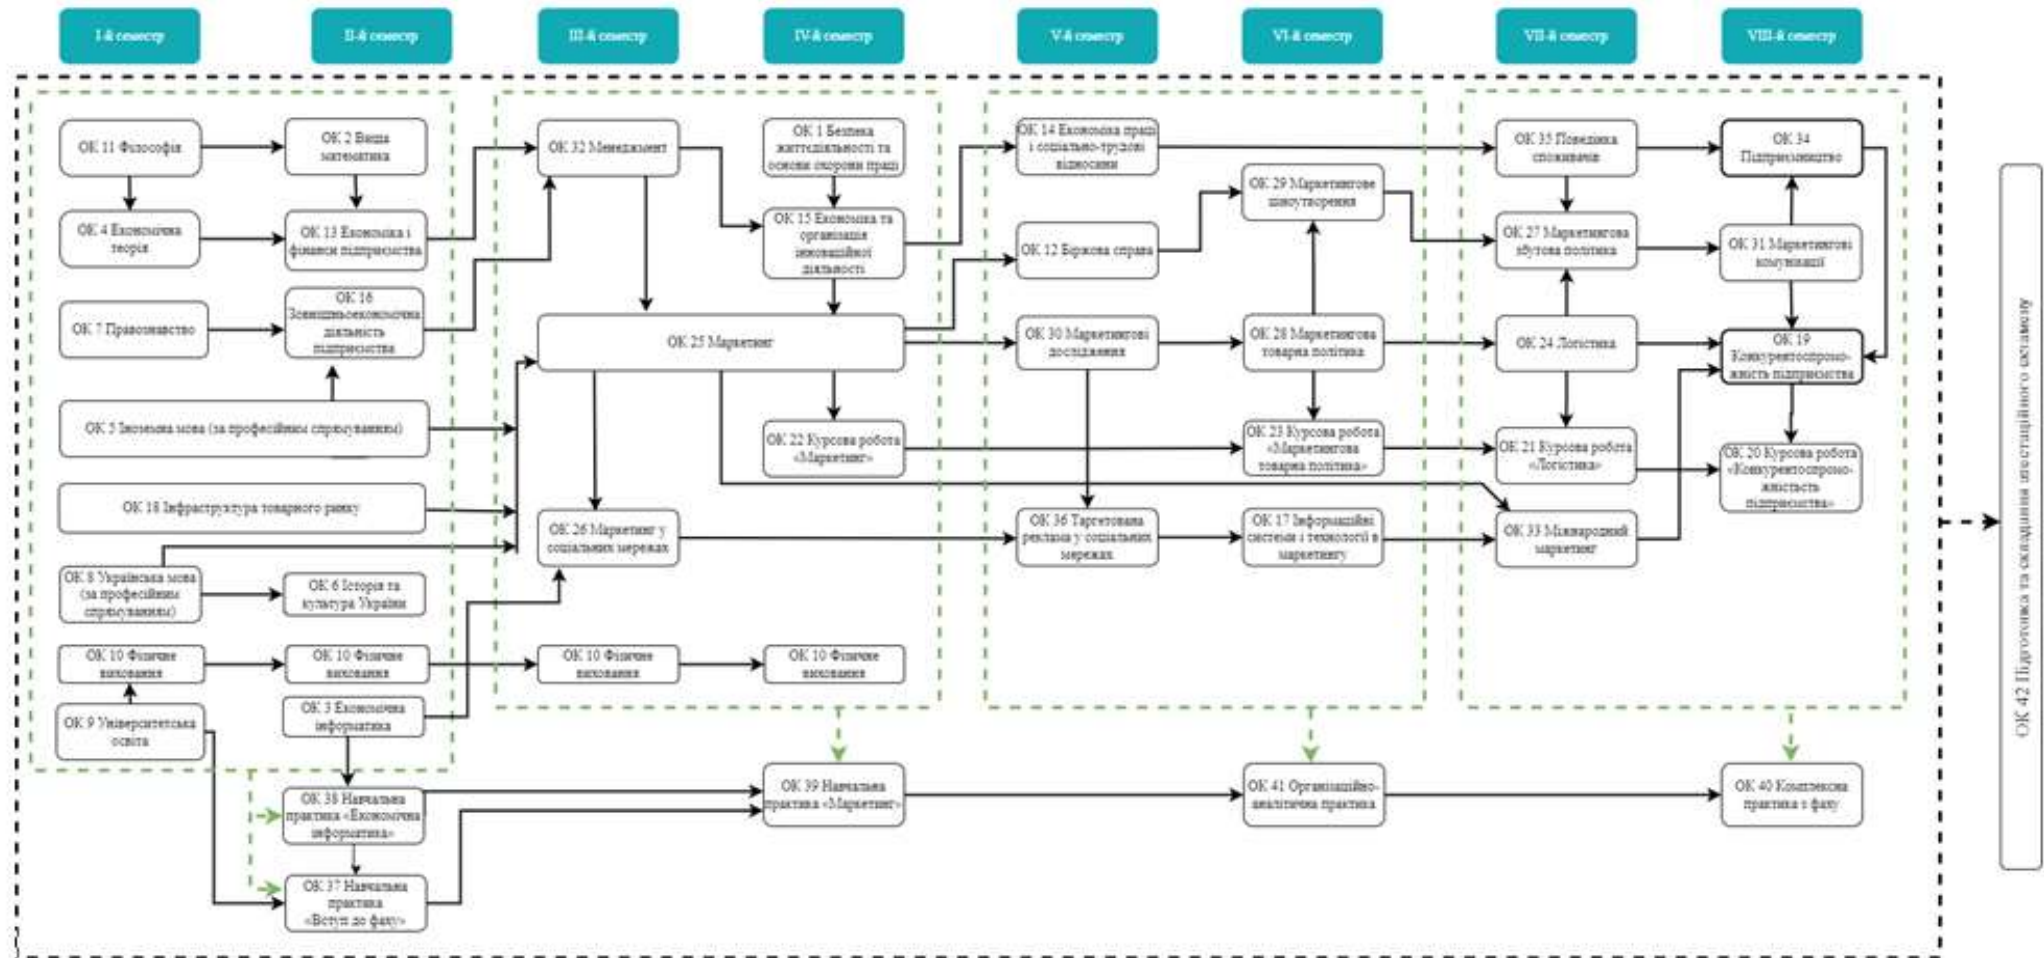 I-й семестр
II-й семестр
III-й семестр
IV-й семестр
V-й семестр
VI-й семестр
VII-й семестр
VIII-й семестр
ОК 11 Філософія
ОК 2 Вища
математика
ОК 32 Менеджмент
ОК 1 Безпека
життєдіяльності та
основи охорони праці
ОК 14 Економіка праці
і соціально-трудові
відносини
ОК 35 Поведінка
споживачів
ОК 34
Підприємництво
ОК 29 Маркетингове
ціноутворення
ОК 4 Економічна
теорія
ОК 13 Економіка і
фінанси підприємства
ОК 15 Економіка та
організація
інноваційної
діяльності
ОК 12 Біржова справа
ОК 27 Маркетингова
збутова політика
ОК 31 Маркетингові
комунікації
ОК 7 Правознавство
ОК 16
Зовнішньоекономічна
діяльність
підприємства
ОК 25 Маркетинг
ОК 30 Маркетингові
дослідження
ОК 28 Маркетингова
товарна політика
ОК 24 Логістика
ОК 19
Конкурентоспромо-
жність підприємства
ОК 5 Іноземна мова (за професійним спрямуванням)
ОК 22 Курсова робота
«Маркетинг»
ОК 23 Курсова робота
«Маркетингова
товарна політика»
ОК 21 Курсова робота
«Логістика»
ОК 20 Курсова робота
«Конкурентоспромо-
жністьсть
підприємства»
ОК 18 Інфраструктура товарного ринку
ОК 26 Маркетинг у
соціальних мережах
ОК 36 Таргетована
реклама у соціальних
мережах
ОК 17 Інформаційні
системи і технології в
маркетингу
ОК 33 Міжнародний
маркетинг
ОК 8 Українська мова
(за професійним
спрямуванням)
ОК 6 Історія та
культура України
ОК 10 Фізичне
виховання
ОК 10 Фізичне
виховання
ОК 10 Фізичне
виховання
ОК 10 Фізичне
виховання
ОК 9 Університетська
освіта
ОК 3 Економічна
інформатика
ОК 38 Навчальна
практика «Економічна
інформатика»
ОК 39 Навчальна
практика «Маркетинг»
ОК 41 Організаційно-
аналітична практика
ОК 40 Комплексна
практика з фаху
ОК 37 Навчальна
практика
«Вступ до фаху»
ОК 42 Підготовка та складання атестаційного екзамену